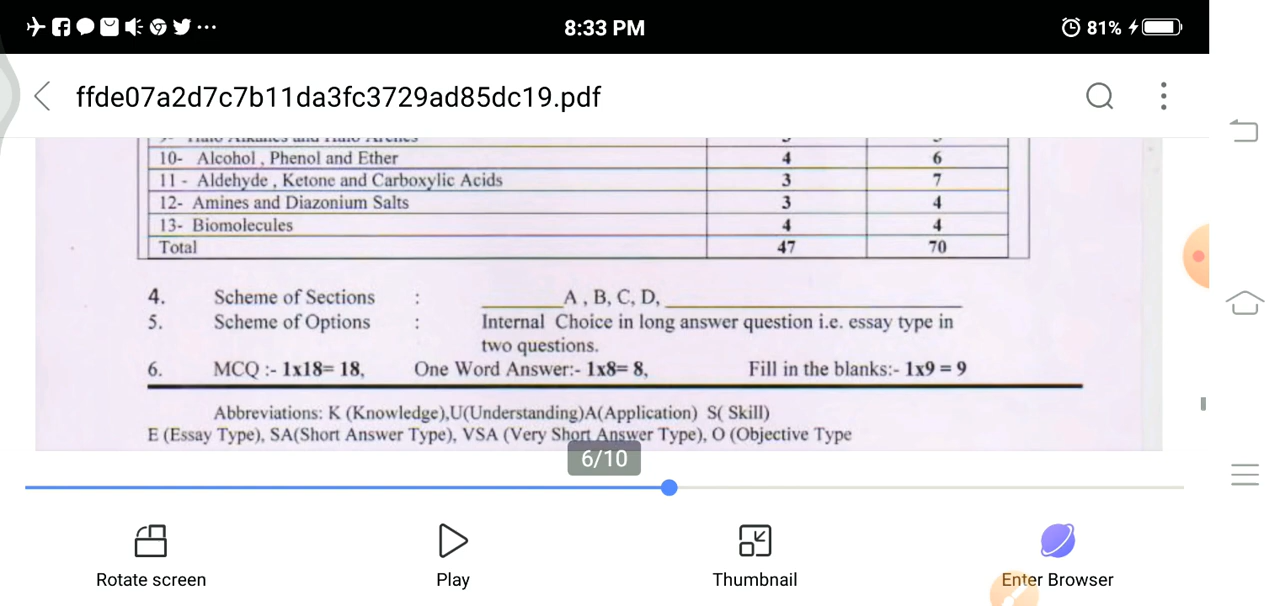 8:33 PM
81%
ffde07a2d7c7b11da3fc3729ad85dc19.pdf
10- Alcohol , Phenol and Ether 4 6
11 - Aldehyde , Ketone and Carboxylic Acids 3 7
12- Amines and Diazonium Salts 3 4
13- Biomolecules 4 4
Total 47 70
4. Scheme of Sections : ________A , B, C, D, ____________________________
5. Scheme of Options : Internal Choice in long answer question i.e. essay type in
two questions.
6. MCQ :- 1x18= 18, One Word Answer:- 1x8= 8, Fill in the blanks:- 1x9 = 9
Abbreviations: K (Knowledge),U(Understanding)A(Application) S( Skill)
E (Essay Type), SA(Short Answer Type), VSA (Very Short Answer Type), O (Objective Type
6/10
Rotate screen
Play
Thumbnail
Enter Browser